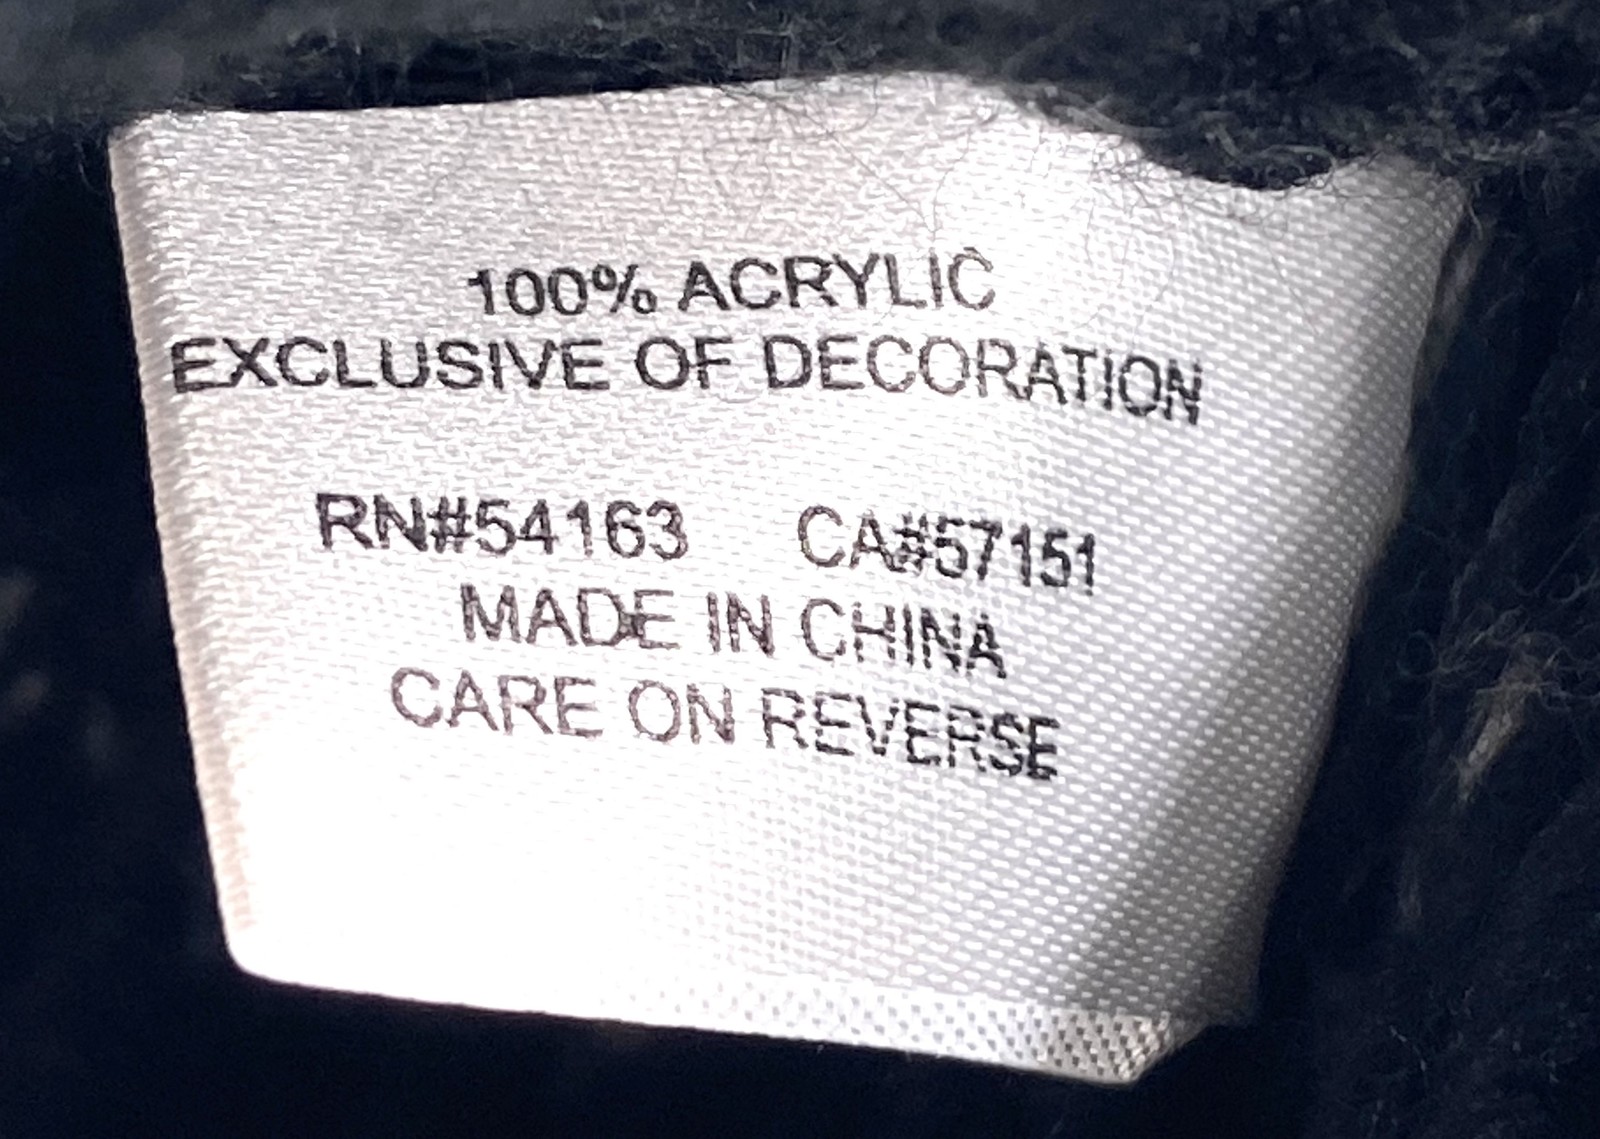 100% ACRYLIC
EXCLUSIVE OF DECORATION
RN#54163 CA#57151
MADE IN CHINA
CARE ON REVERSE